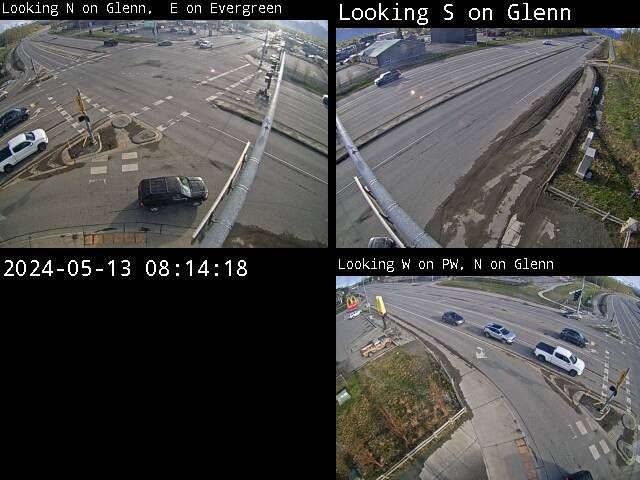 Looking N on Glenn,  E on Evergreen
Looking S on Glenn
2024-05-13 08:14:18
Looking W on PW, N on Glenn